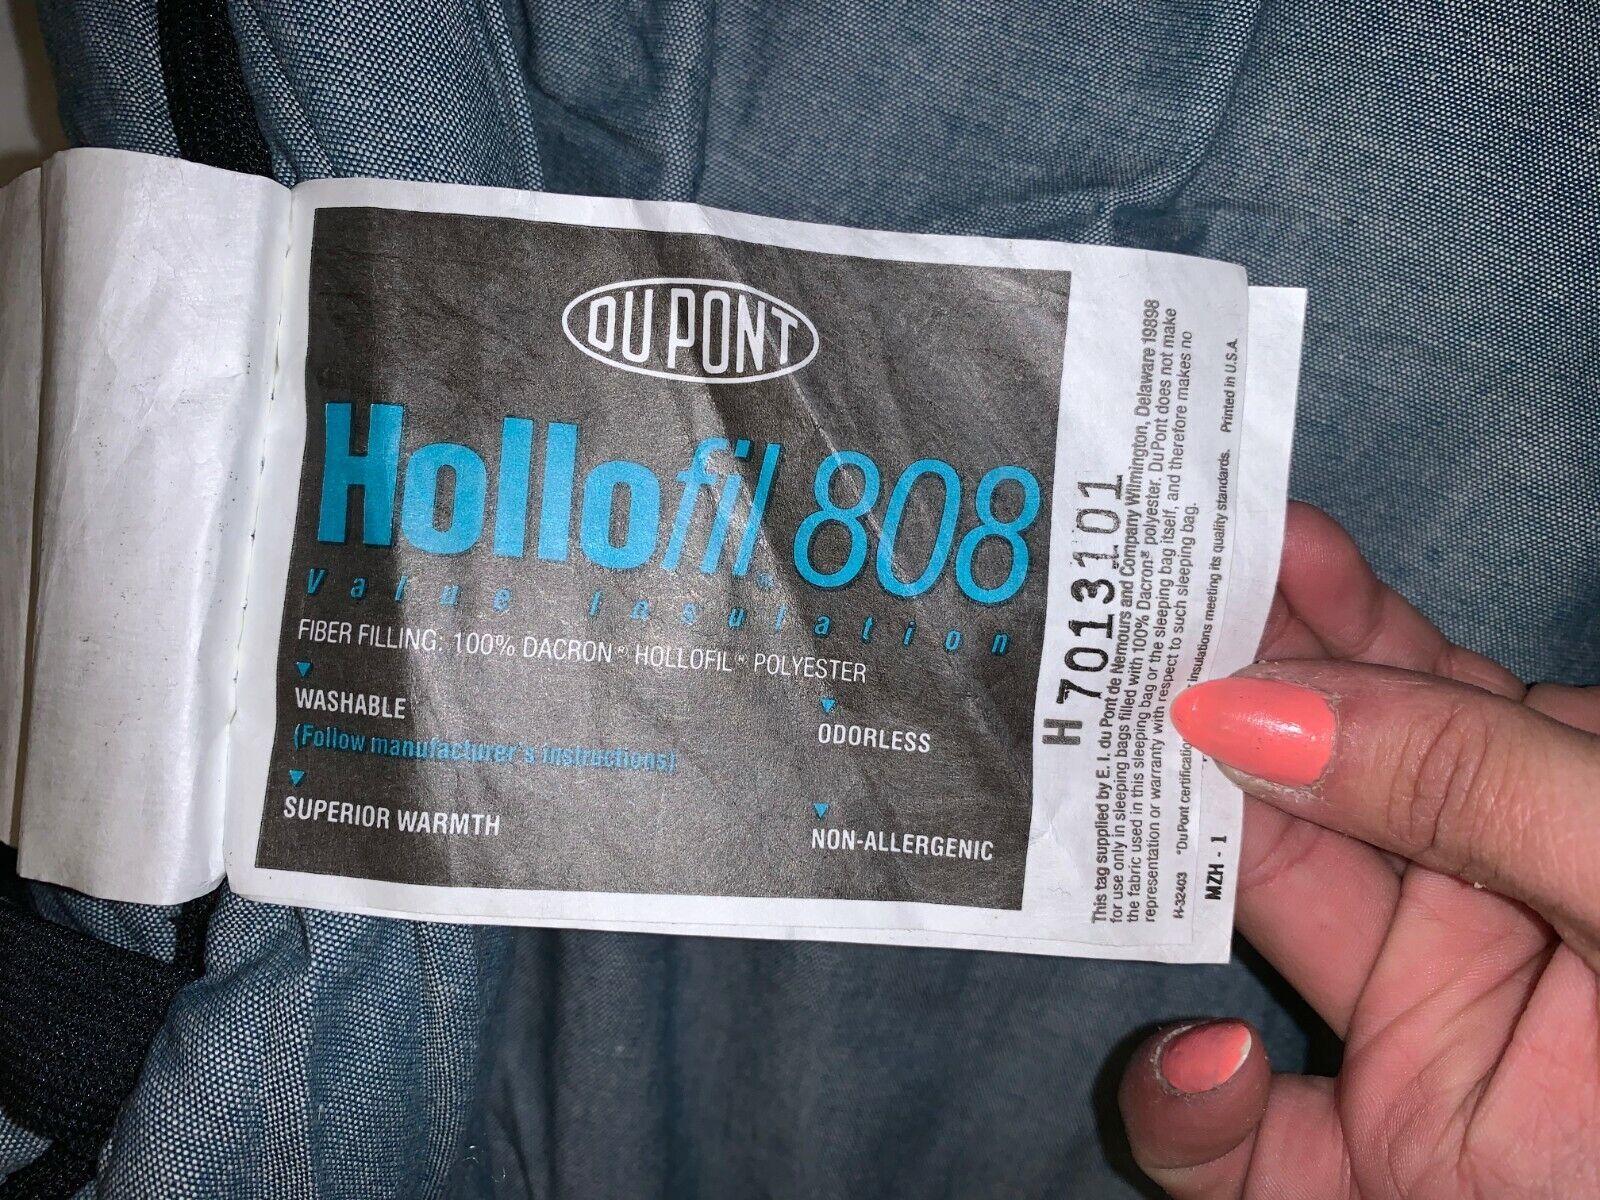 DU PONT
Hollofil 808
Value Insulation
FIBER FILLING: 100% DACRON® HOLLOFIL® POLYESTER
WASHABLE
(Follow manufacturer's instructions)
SUPERIOR WARMTH
ODORLESS
NON-ALLERGENIC
H7013101
This tag supplied by E. I. du Pont de Nemours and Company Wilmington, Delaware 19898
for use only in sleeping bags filled with 100% Dacron® polyester. Du Pont does not make
the fabric used in this sleeping bag or the sleeping bag itself, and therefore makes no
representation or warranty with respect to such sleeping bag.
H-32403 *DuPont certification insulations meeting its quality standards. Printed in U.S.A.
MZH - 1